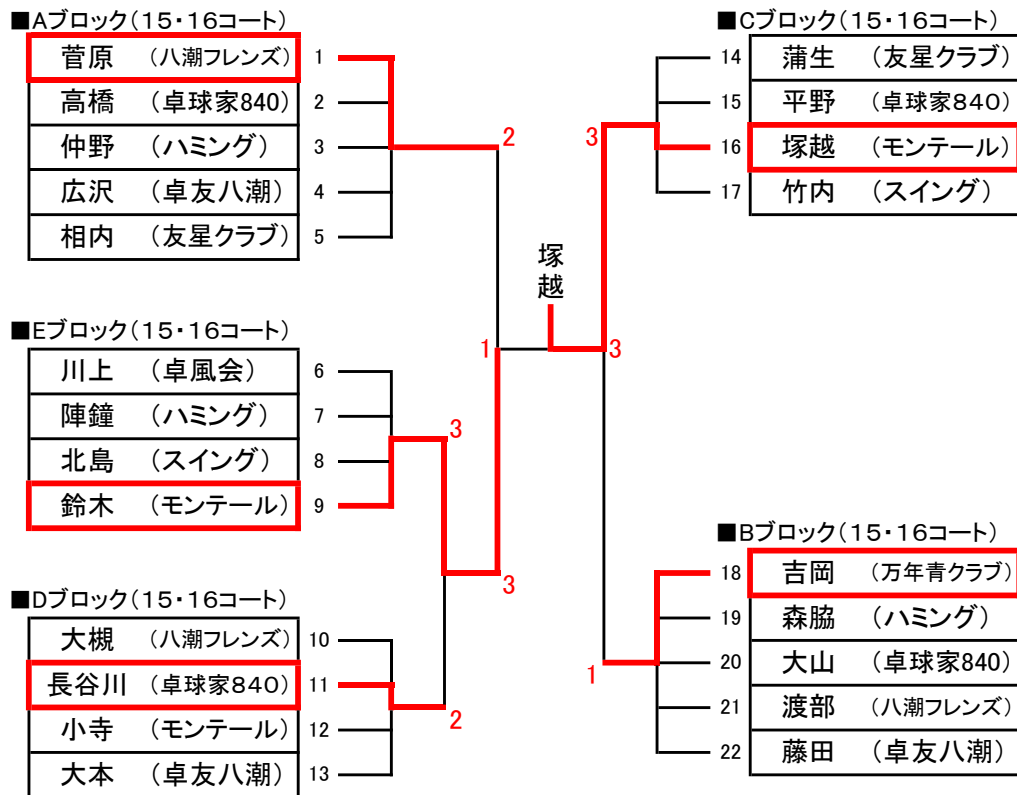 ■Aブロック(15・16コート)
菅原 (八潮フレンズ) 1
高橋 (卓球家840) 2
仲野 (ハミング) 3
広沢 (卓友八潮) 4
相内 (友星クラブ) 5
2
■Eブロック(15・16コート)
川上 (卓風会) 6
陣鐘 (ハミング) 7
北島 (スイング) 8
鈴木 (モンテール) 9
3
■Dブロック(15・16コート)
大槻 (八潮フレンズ) 10
長谷川 (卓球家840) 11
小寺 (モンテール) 12
大本 (卓友八潮) 13
2
3
1
塚越
3
■Cブロック(15・16コート)
14 蒲生 (友星クラブ)
15 平野 (卓球家840)
16 塚越 (モンテール)
17 竹内 (スイング)
3
■Bブロック(15・16コート)
18 吉岡 (万年青クラブ)
19 森脇 (ハミング)
20 大山 (卓球家840)
21 渡部 (八潮フレンズ)
22 藤田 (卓友八潮)
1